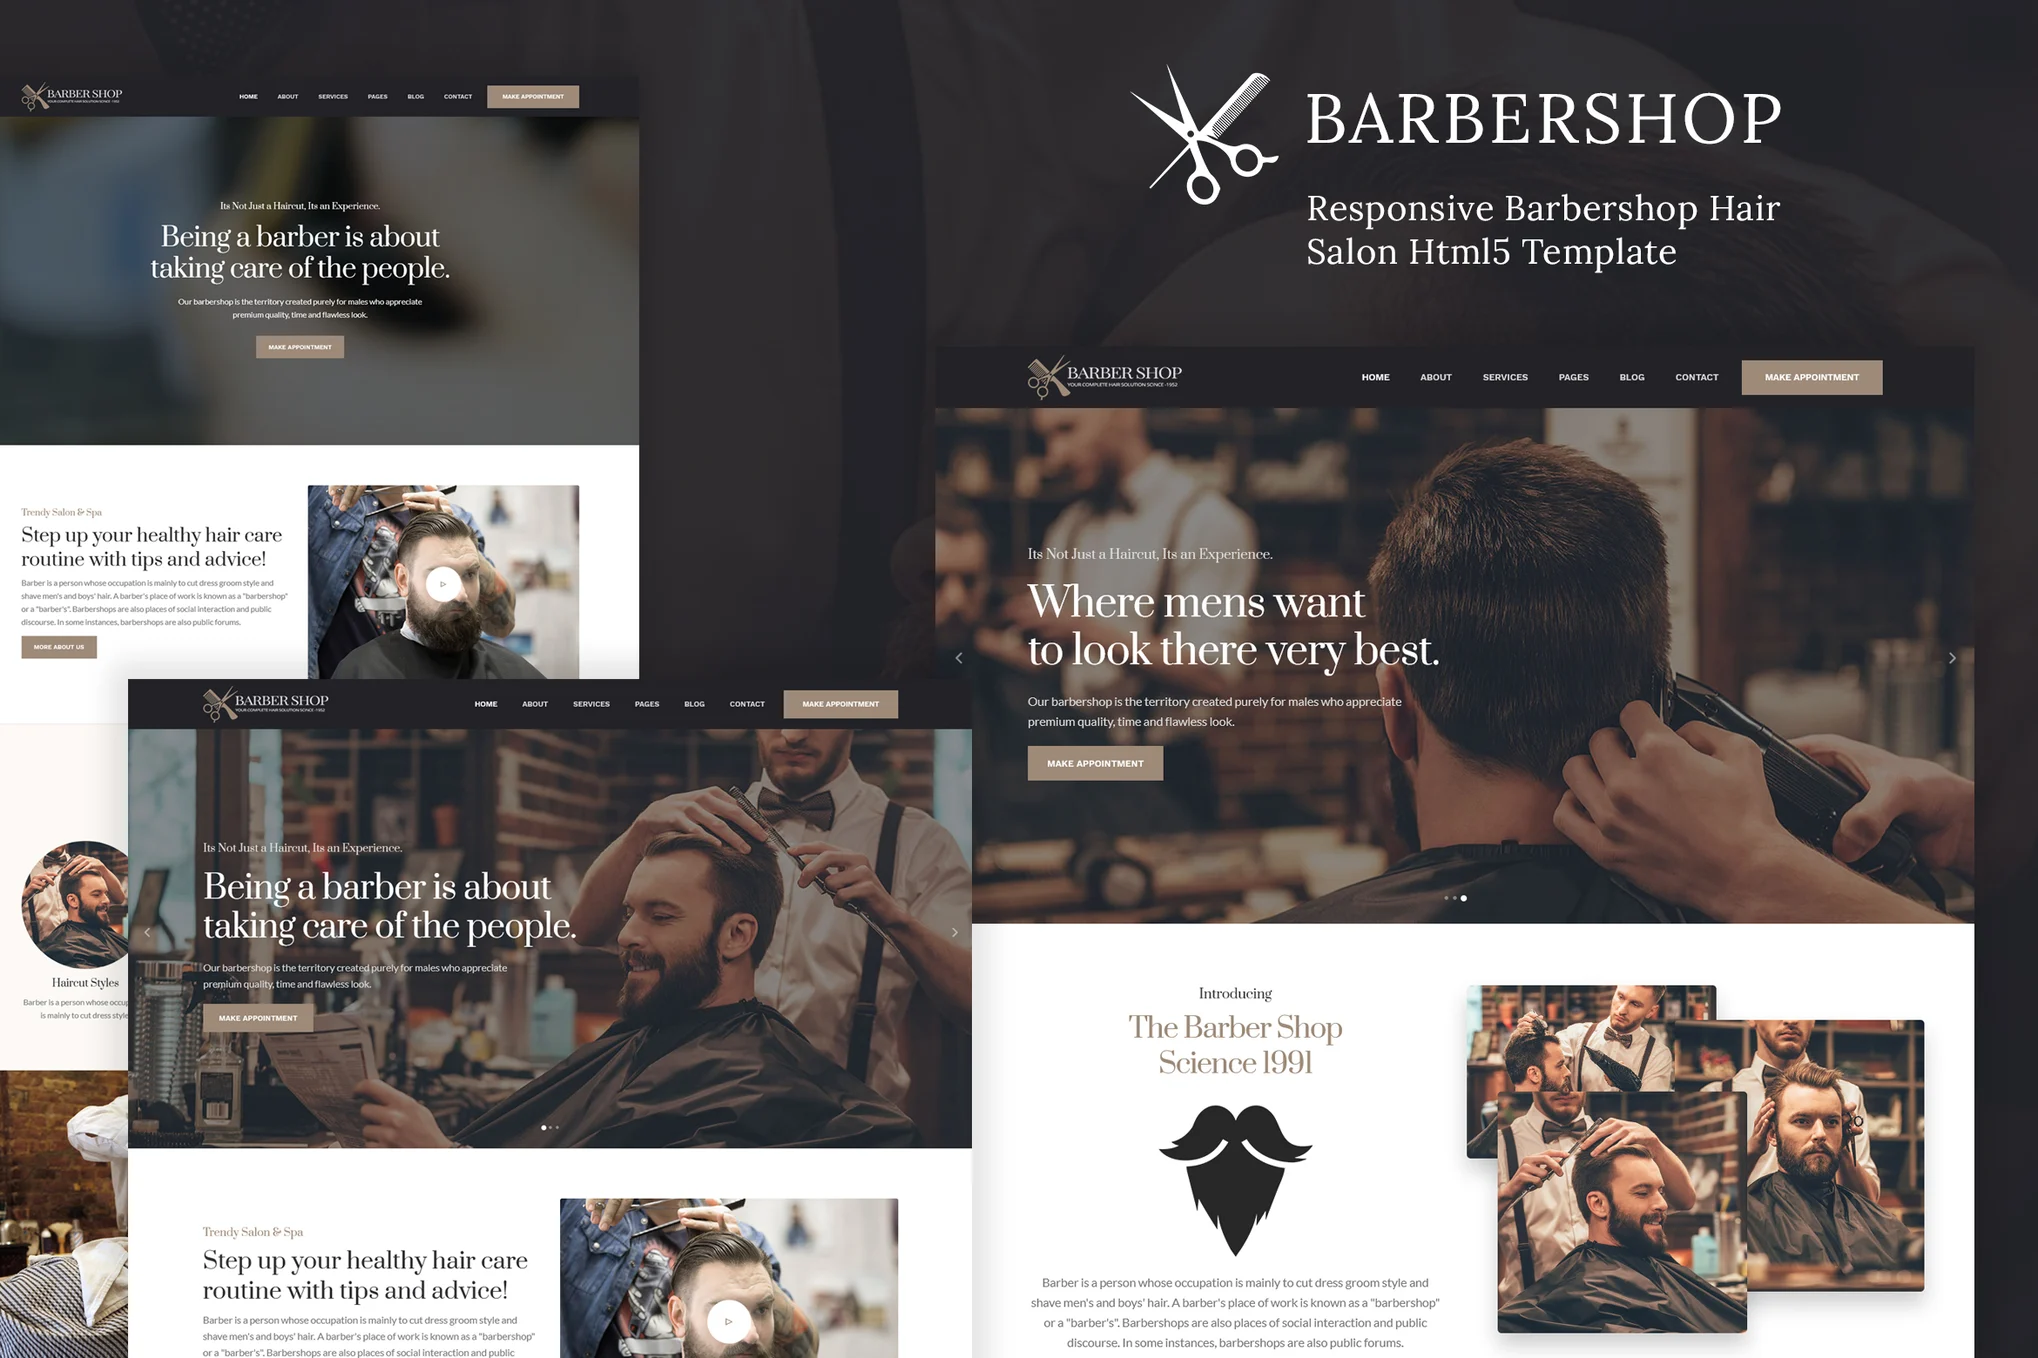 BARBERSHOP
Responsive Barbershop Hair
Salon Html5 Template
BARBER SHOP
YOUR COMPLETE HAIR SOLUTION SCINCE -1952
HOME ABOUT SERVICES PAGES BLOG CONTACT MAKE APPOINTMENT
Its Not Just a Haircut, Its an Experience.
Being a barber is about
taking care of the people.
Our barbershop is the territory created purely for males who appreciate
premium quality, time and flawless look.
MAKE APPOINTMENT
Trendy Salon & Spa
Step up your healthy hair care
routine with tips and advice!
Barber is a person whose occupation is mainly to cut dress groom style and
shave men's and boys' hair. A barber's place of work is known as a "barbershop"
or a "barber's". Barbershops are also places of social interaction and public
discourse. In some instances, barbershops are also public forums.
MORE ABOUT US
Haircut Styles
Barber is a person whose occup
is mainly to cut dress style
BARBER SHOP
YOUR COMPLETE HAIR SOLUTION SCINCE -1952
HOME ABOUT SERVICES PAGES BLOG CONTACT MAKE APPOINTMENT
Its Not Just a Haircut, Its an Experience.
Being a barber is about
taking care of the people.
Our barbershop is the territory created purely for males who appreciate
premium quality, time and flawless look.
MAKE APPOINTMENT
Trendy Salon & Spa
Step up your healthy hair care
routine with tips and advice!
Barber is a person whose occupation is mainly to cut dress groom style and
shave men's and boys' hair. A barber's place of work is known as a "barbershop"
or a "barber's". Barbershops are also places of social interaction and public
BARBER SHOP
YOUR COMPLETE HAIR SOLUTION SCINCE -1952
HOME ABOUT SERVICES PAGES BLOG CONTACT MAKE APPOINTMENT
Its Not Just a Haircut, Its an Experience.
Where mens want
to look there very best.
Our barbershop is the territory created purely for males who appreciate
premium quality, time and flawless look.
MAKE APPOINTMENT
Introducing
The Barber Shop
Science 1991
Barber is a person whose occupation is mainly to cut dress groom style and
shave men's and boys' hair. A barber's place of work is known as a "barbershop"
or a "barber's". Barbershops are also places of social interaction and public
discourse. In some instances, barbershops are also public forums.